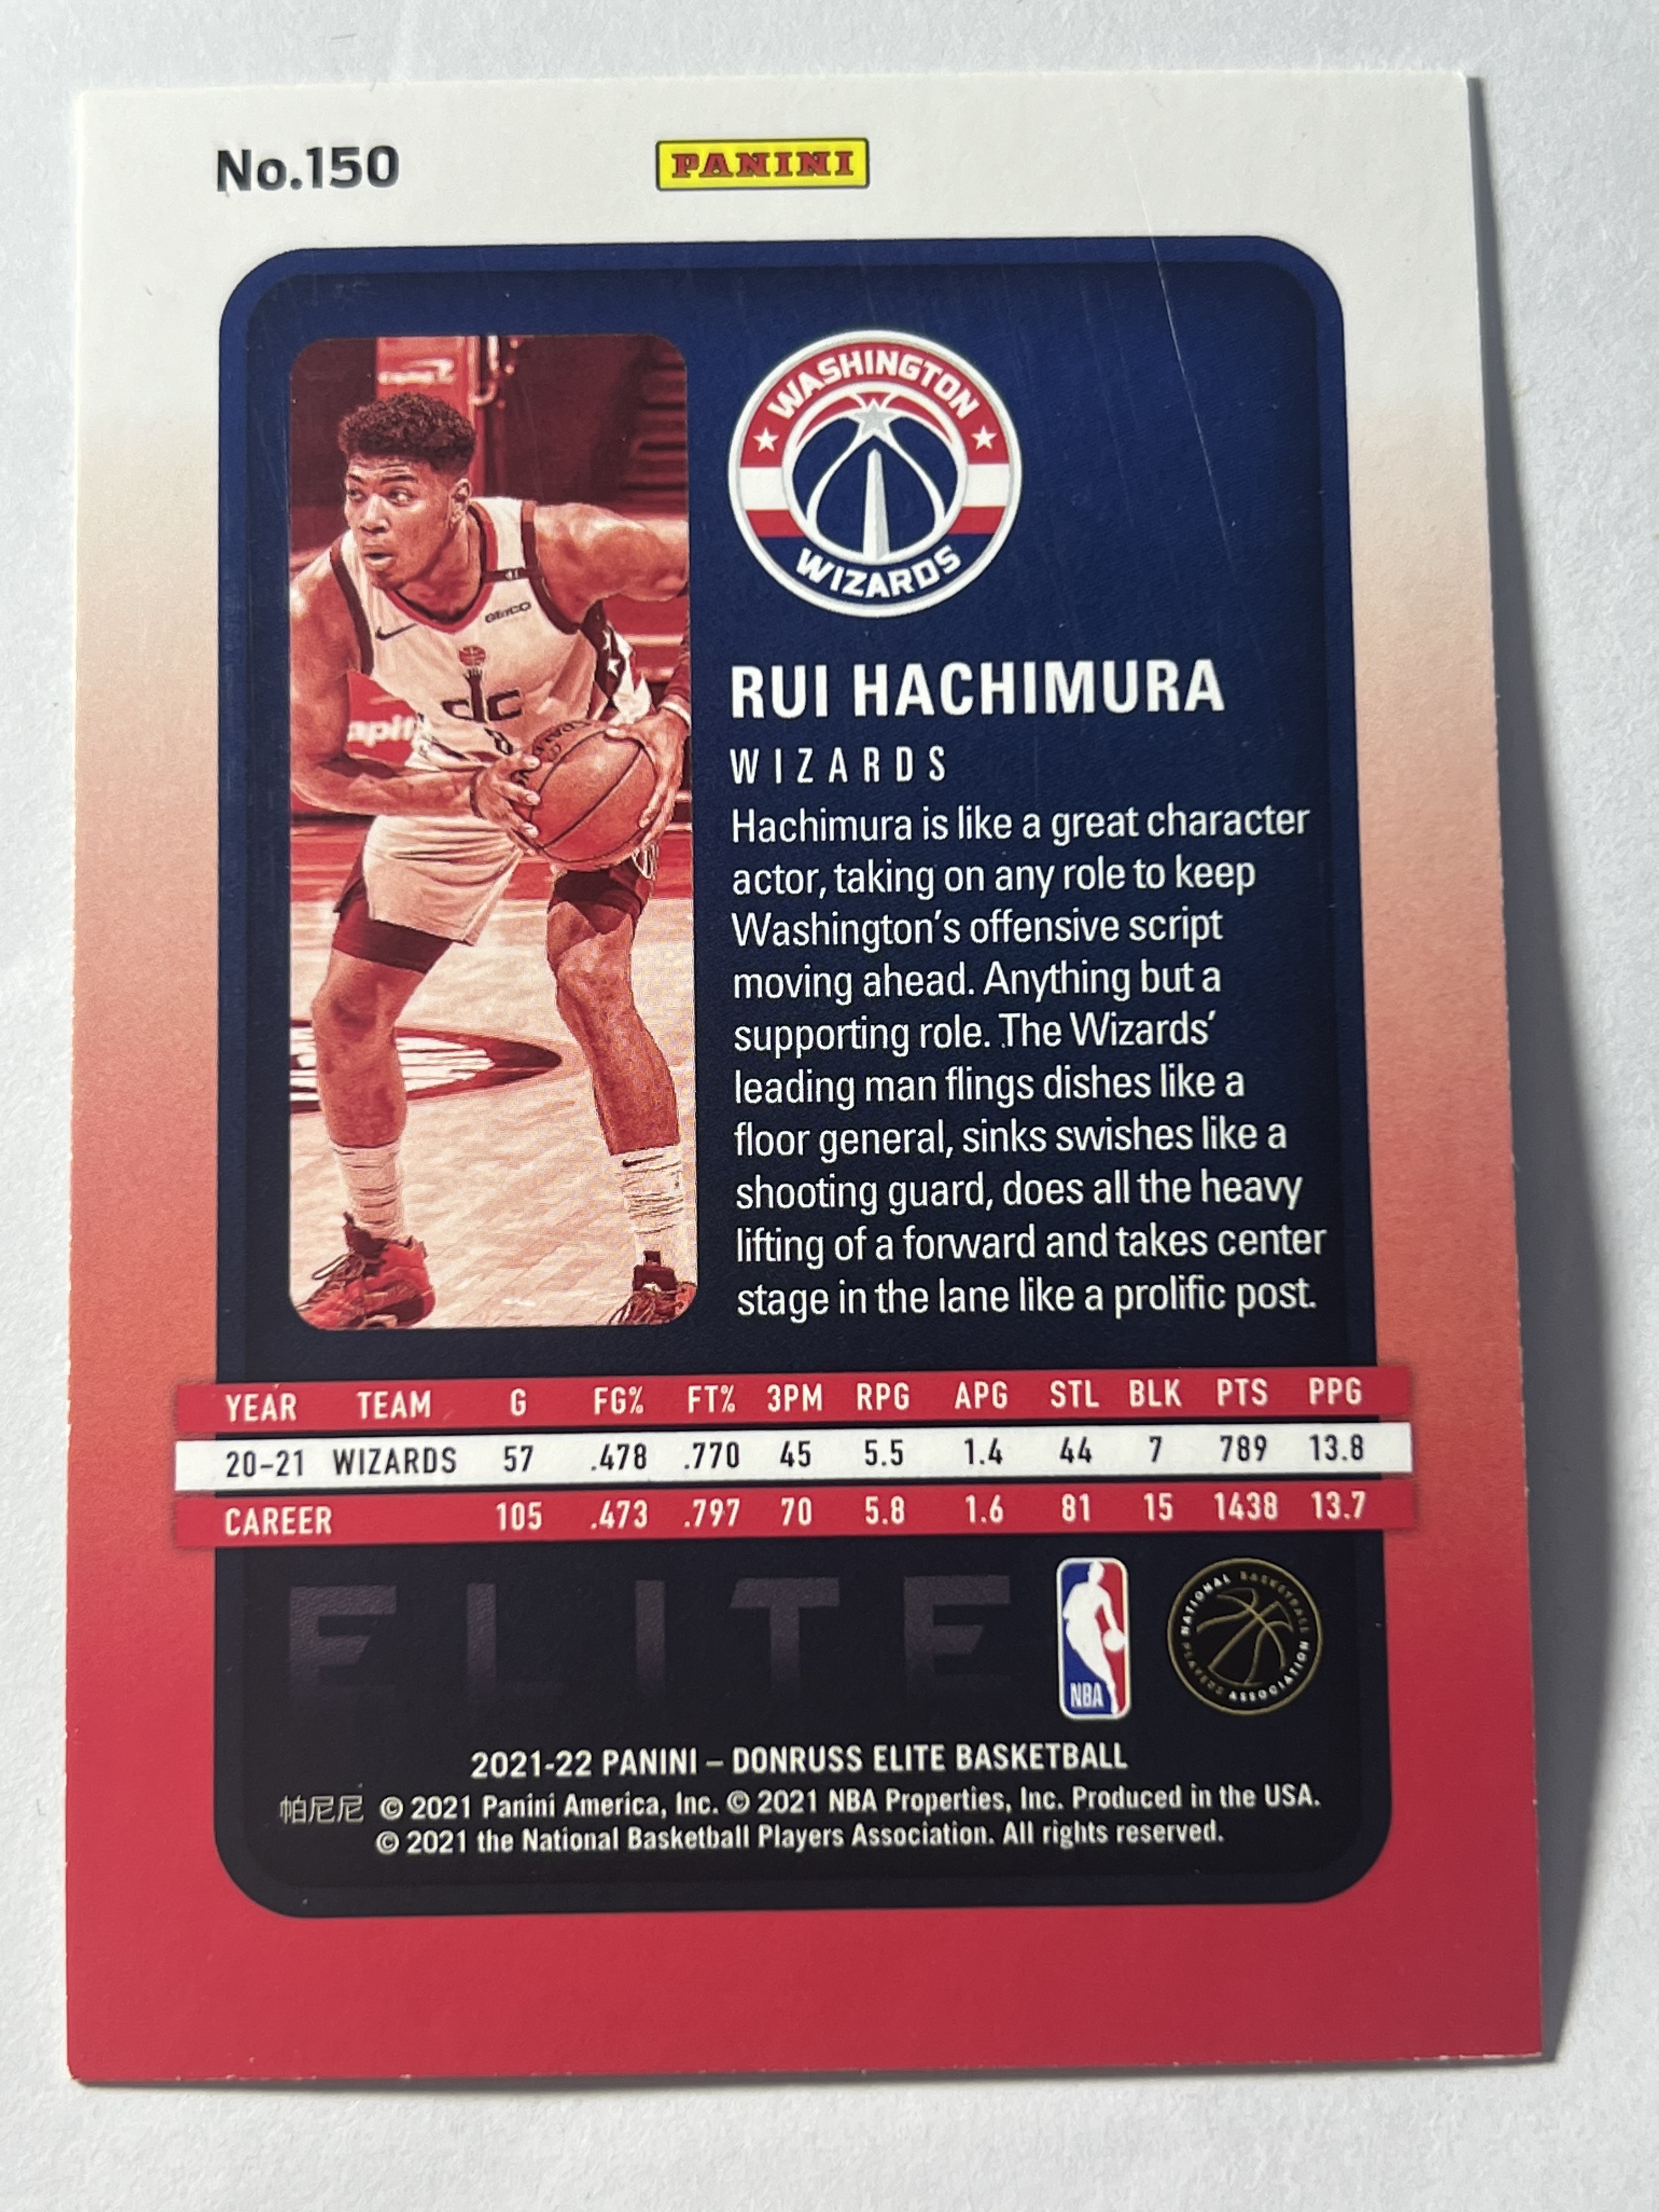 No.150
PANINI
WASHINGTON
WIZARDS
GEICO
dc
8
RUI HACHIMURA
WIZARDS
Hachimura is like a great character
actor, taking on any role to keep
Washington's offensive script
moving ahead. Anything but a
supporting role. The Wizards'
leading man flings dishes like a
floor general, sinks swishes like a
shooting guard, does all the heavy
lifting of a forward and takes center
stage in the lane like a prolific post.
YEAR TEAM G FG% FT% 3PM RPG APG STL BLK PTS PPG
20–21 WIZARDS 57 .478 .770 45 5.5 1.4 44 7 789 13.8
CAREER 105 .473 .797 70 5.8 1.6 81 15 1438 13.7
ELITE
NBA
NATIONAL BASKETBALL PLAYERS ASSOCIATION
2021-22 PANINI – DONRUSS ELITE BASKETBALL
帕尼尼 © 2021 Panini America, Inc. © 2021 NBA Properties, Inc. Produced in the USA.
© 2021 the National Basketball Players Association. All rights reserved.